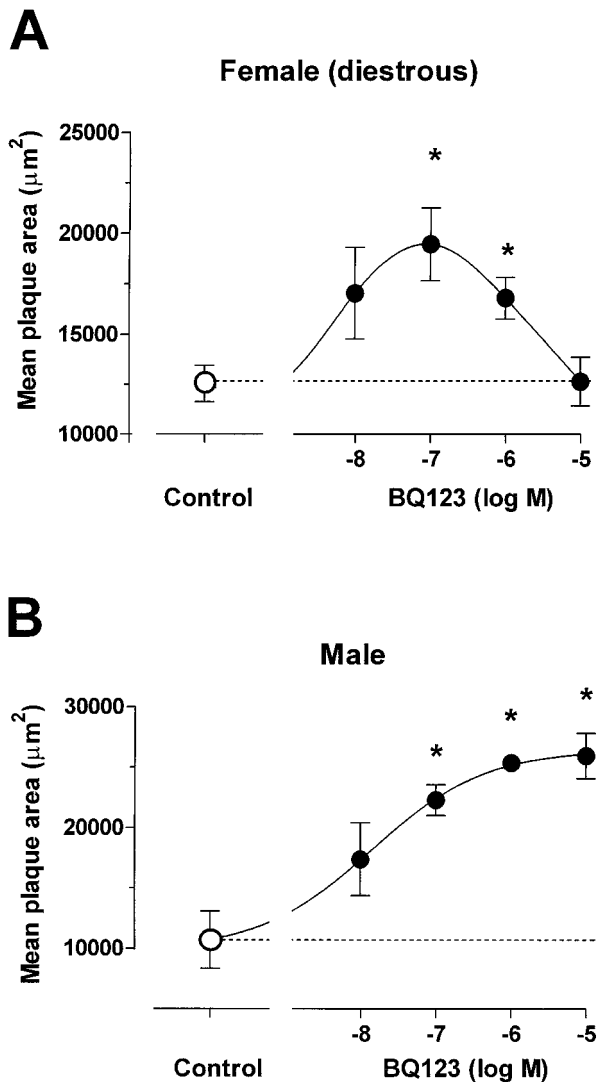 A
Female (diestrous)
Mean plaque area (μm²)
25000
20000
15000
10000
*
*
-8 -7 -6 -5
Control BQ123 (log M)
B
Male
Mean plaque area (μm²)
30000
20000
10000
*
*
*
-8 -7 -6 -5
Control BQ123 (log M)